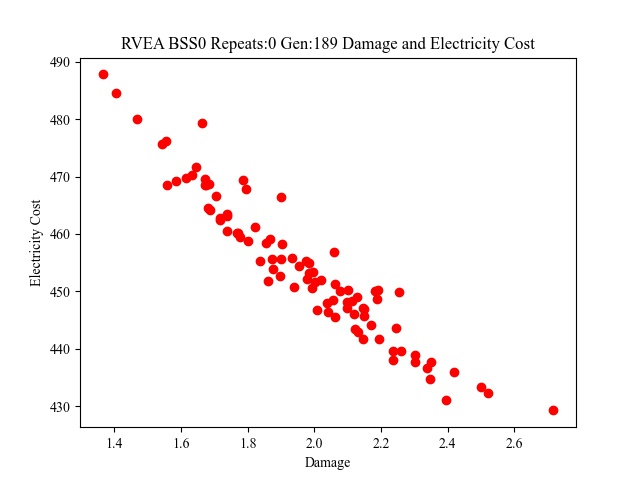 RVEA BSS0 Repeats:0 Gen:189 Damage and Electricity Cost
490
480
470
460
450
440
430
Electricity Cost
1.4 1.6 1.8 2.0 2.2 2.4 2.6
Damage